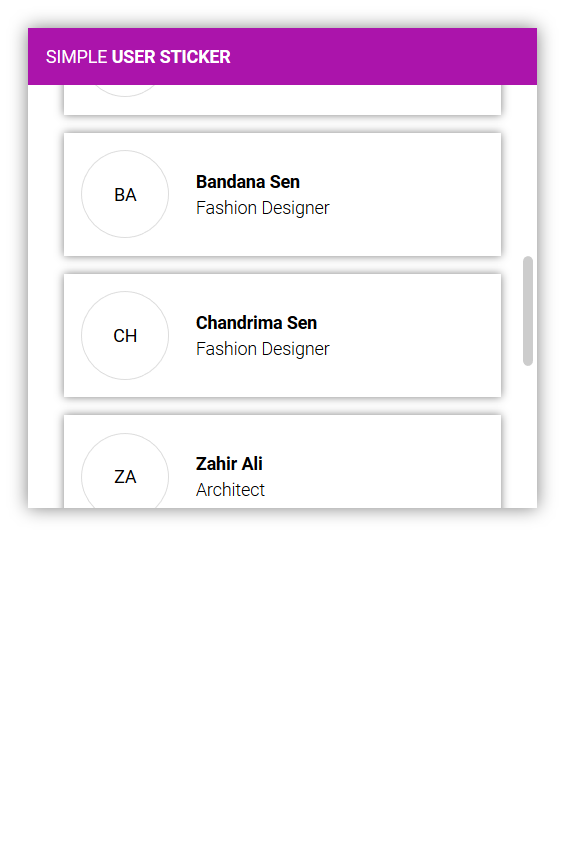 SIMPLE USER STICKER
BA
Bandana Sen
Fashion Designer
CH
Chandrima Sen
Fashion Designer
ZA
Zahir Ali
Architect